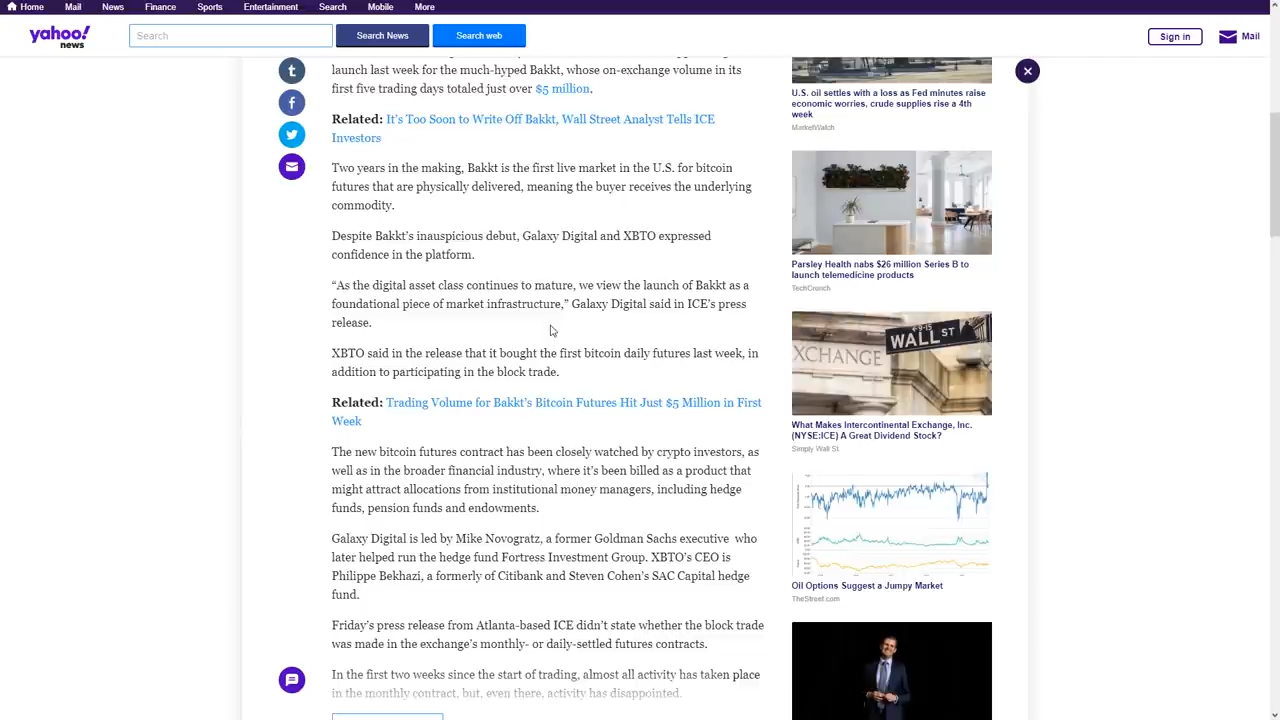 Home
Mail
News
Finance
Sports
Entertainment
Search
Mobile
More
yahoo!
news
Search
Search News
Search web
Sign in
Mail
launch last week for the much-hyped Bakkt, whose on-exchange volume in its
first five trading days totaled just over $5 million.
Related: It’s Too Soon to Write Off Bakkt, Wall Street Analyst Tells ICE
Investors
Two years in the making, Bakkt is the first live market in the U.S. for bitcoin
futures that are physically delivered, meaning the buyer receives the underlying
commodity.
Despite Bakkt’s inauspicious debut, Galaxy Digital and XBTO expressed
confidence in the platform.
“As the digital asset class continues to mature, we view the launch of Bakkt as a
foundational piece of market infrastructure,” Galaxy Digital said in ICE’s press
release.
XBTO said in the release that it bought the first bitcoin daily futures last week, in
addition to participating in the block trade.
Related: Trading Volume for Bakkt’s Bitcoin Futures Hit Just $5 Million in First
Week
The new bitcoin futures contract has been closely watched by crypto investors, as
well as in the broader financial industry, where it’s been billed as a product that
might attract allocations from institutional money managers, including hedge
funds, pension funds and endowments.
Galaxy Digital is led by Mike Novogratz, a former Goldman Sachs executive who
later helped run the hedge fund Fortress Investment Group. XBTO’s CEO is
Philippe Bekhazi, a formerly of Citibank and Steven Cohen’s SAC Capital hedge
fund.
Friday’s press release from Atlanta-based ICE didn’t state whether the block trade
was made in the exchange’s monthly- or daily-settled futures contracts.
In the first two weeks since the start of trading, almost all activity has taken place
in the monthly contract, but, even there, activity has disappointed.
U.S. oil settles with a loss as Fed minutes raise
economic worries, crude supplies rise a 4th
week
MarketWatch
Parsley Health nabs $26 million Series B to
launch telemedicine products
TechCrunch
WALL ST
XCHANGE
What Makes Intercontinental Exchange, Inc.
(NYSE:ICE) A Great Dividend Stock?
Simply Wall St.
Oil Options Suggest a Jumpy Market
TheStreet.com